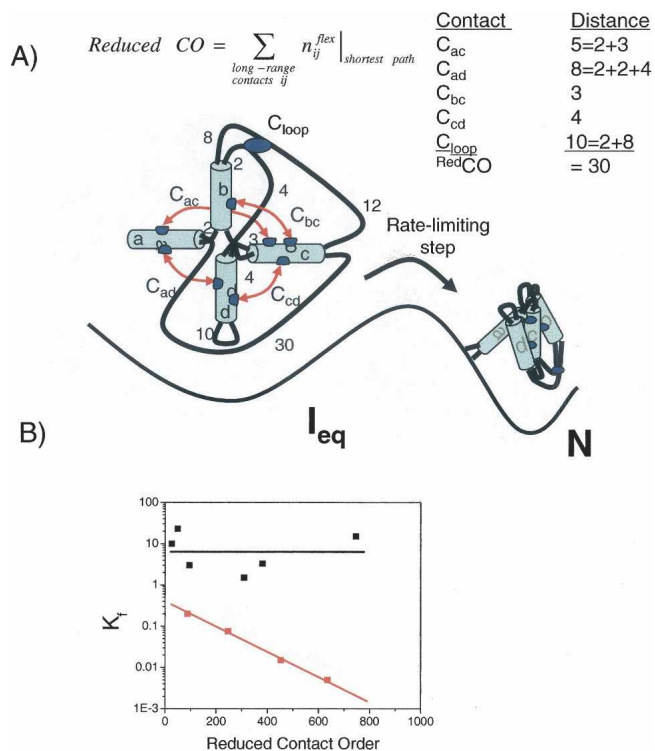 A)
Reduced CO = ∑ n_ij^flex |shortest path
long – range
contacts ij
Contact Distance
C_ac 5=2+3
C_ad 8=2+2+4
C_bc 3
C_cd 4
C_loop 10=2+8
^Red CO = 30
C_loop
8
2
b
4
C_ac
C_bc
12
a
2
3
c
Rate-limiting
step
C_ad
4
d
C_cd
10
30
a
b
c
d
I_eq
N
B)
100
10
1
0.1
0.01
1E-3
K_f
0 200 400 600 800 1000
Reduced Contact Order